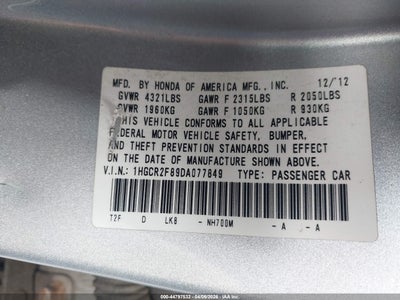 MFD. BY HONDA OF AMERICA MFG., INC. 12/'12
GVWR 4321LBS GAWR F 2315LBS R 2050LBS
GVWR 1960KG GAWR F 1050KG R 930KG
THIS VEHICLE CONFORMS TO ALL APPLICABLE
FEDERAL MOTOR VEHICLE SAFETY, BUMPER,
AND THEFT PREVENTION STANDARDS IN EFFECT
ON THE DATE OF MANUFACTURE SHOWN ABOVE.
V.I.N.: 1HGCR2F89DA077849 TYPE: PASSENGER CAR
T2F D LK8 - NH700M - A - A
000-44797532 - 04/09/2026 - IAA Inc.